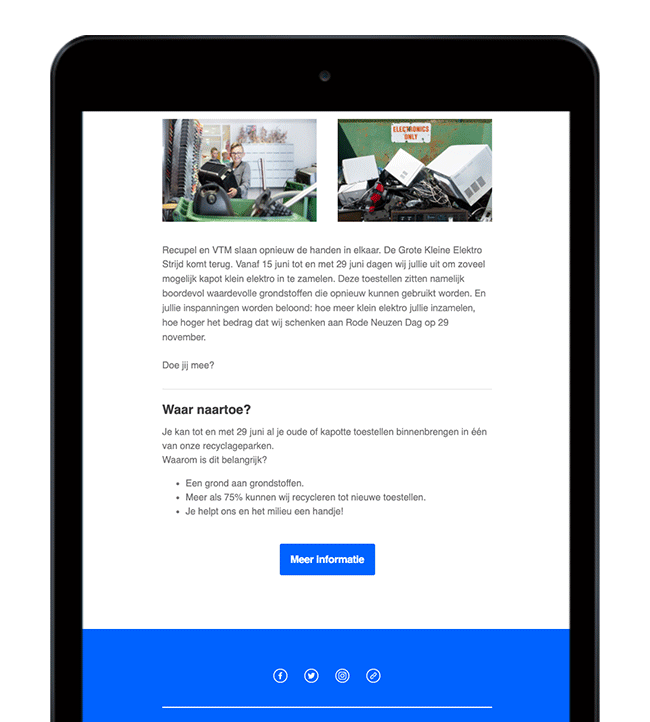 ELECTRONICS
ONLY
Recupel en VTM slaan opnieuw de handen in elkaar. De Grote Kleine Elektro
Strijd komt terug. Vanaf 15 juni tot en met 29 juni dagen wij jullie uit om zoveel
mogelijk kapot klein elektro in te zamelen. Deze toestellen zitten namelijk
boordevol waardevolle grondstoffen die opnieuw kunnen gebruikt worden. En
jullie inspanningen worden beloond: hoe meer klein elektro jullie inzamelen,
hoe hoger het bedrag dat wij schenken aan Rode Neuzen Dag op 29
november.
Doe jij mee?
Waar naartoe?
Je kan tot en met 29 juni al je oude of kapotte toestellen binnenbrengen in één
van onze recyclageparken.
Waarom is dit belangrijk?
• Een grond aan grondstoffen.
• Meer als 75% kunnen wij recycleren tot nieuwe toestellen.
• Je helpt ons en het milieu een handje!
Meer informatie